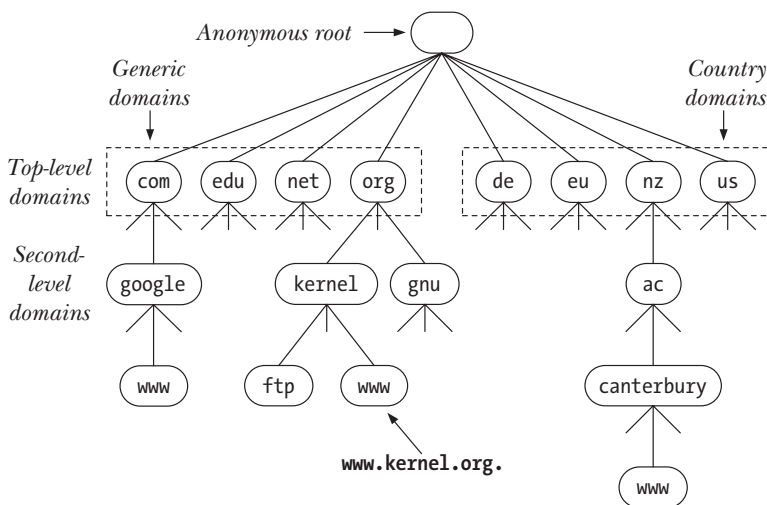 Anonymous root
Generic
domains
Country
domains
Top-level
domains
com edu net org de eu nz us
Second-
level
domains
google kernel gnu ac
www ftp www canterbury
www.kernel.org.
www